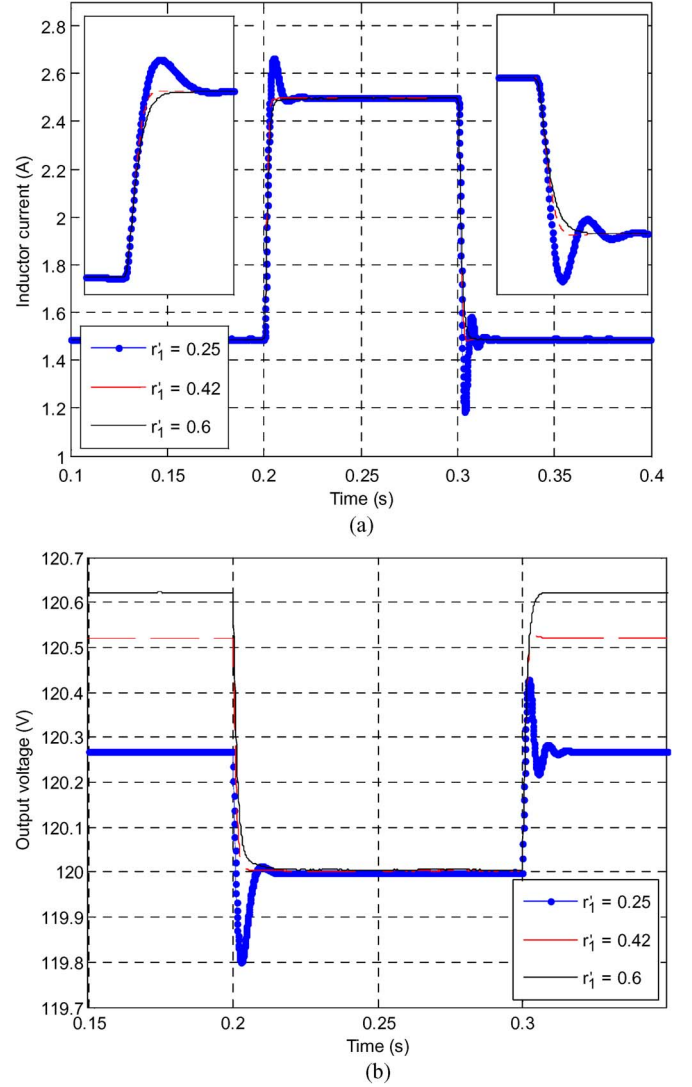 2.8
2.6
2.4
2.2
2
1.8
1.6
1.4
1.2
1
Inductor current (A)
r'1 = 0.25
r'1 = 0.42
r'1 = 0.6
0.1 0.15 0.2 0.25 0.3 0.35 0.4
Time (s)
(a)
120.7
120.6
120.5
120.4
120.3
120.2
120.1
120
119.9
119.8
119.7
Output voltage (V)
r'1 = 0.25
r'1 = 0.42
r'1 = 0.6
0.15 0.2 0.25 0.3
Time (s)
(b)